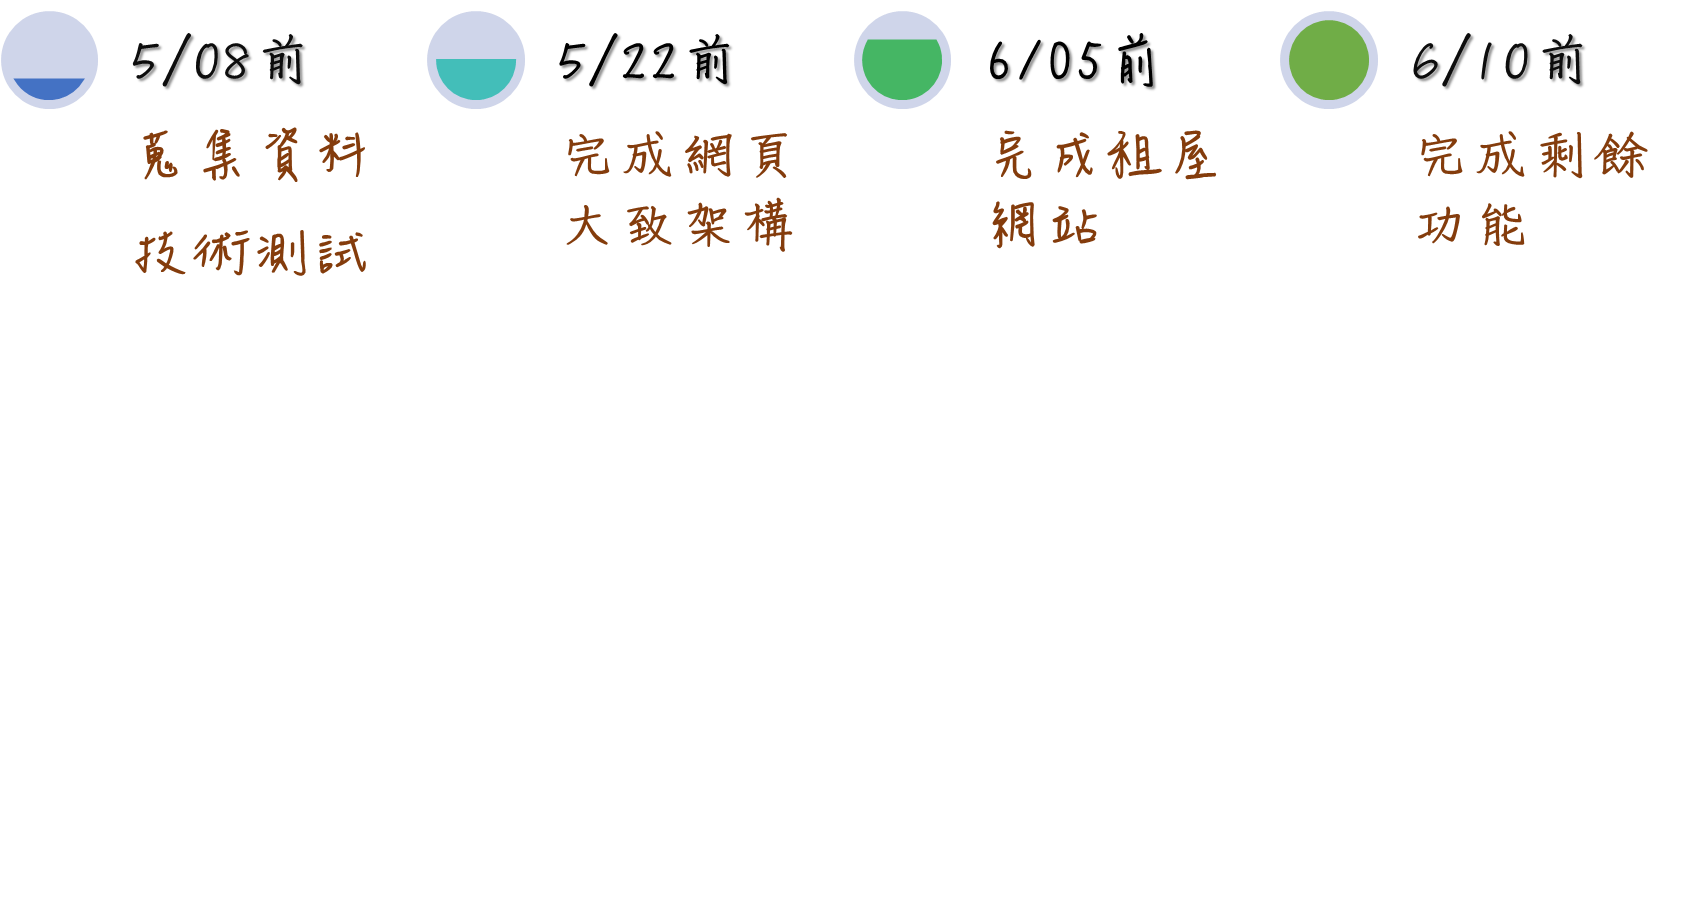 5/08前
蒐集資料
技術測試
5/22前
完成網頁
大致架構
6/05前
完成租屋
網站
6/10前
完成剩餘
功能